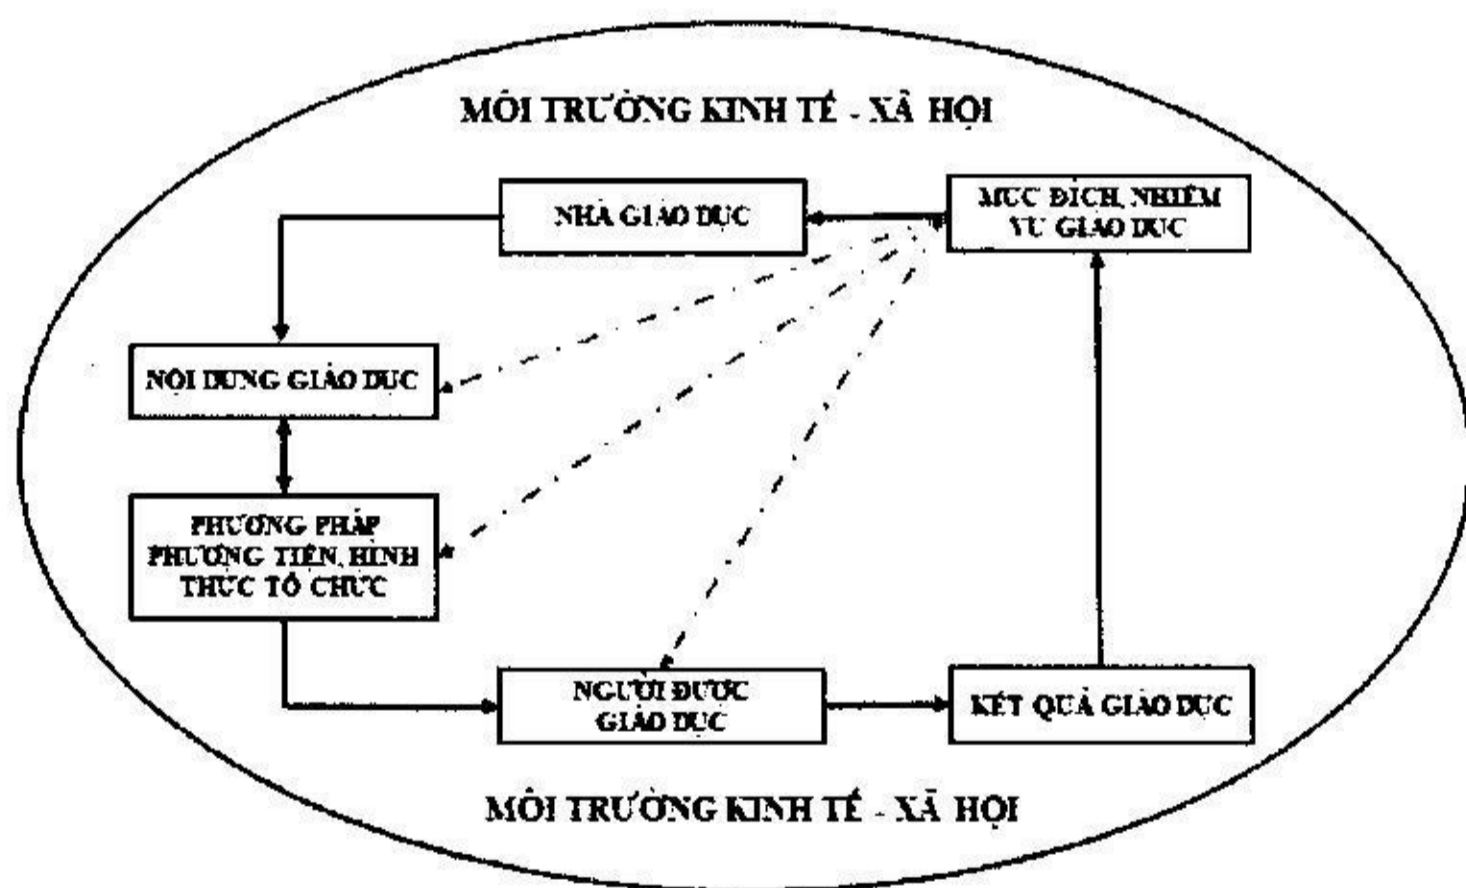 MÔI TRƯỜNG KINH TẾ - XÃ HỘI
NHÀ GIÁO DỤC
MỤC ĐÍCH, NHIỆM
VỤ GIÁO DỤC
NỘI DUNG GIÁO DỤC
PHƯƠNG PHÁP
PHƯƠNG TIỆN, HÌNH
THỨC TỔ CHỨC
NGƯỜI ĐƯỢC
GIÁO DỤC
KẾT QUẢ GIÁO DỤC
MÔI TRƯỜNG KINH TẾ - XÃ HỘI